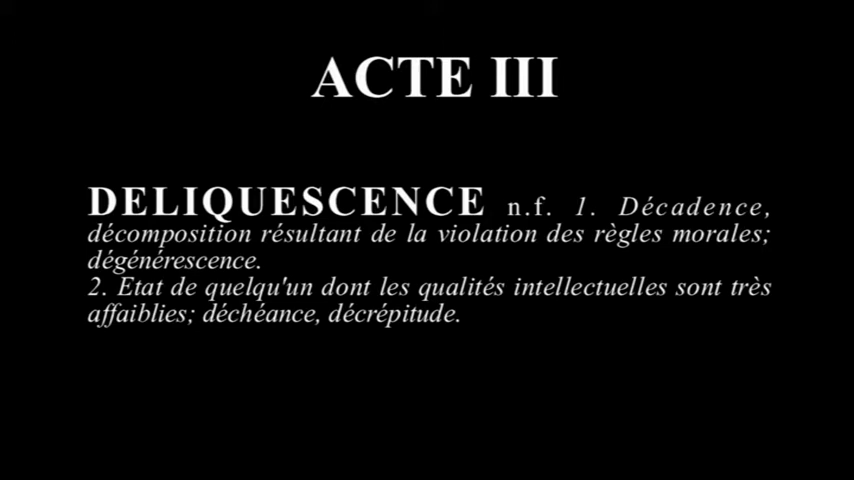 ACTE III
DELIQUESCENCE n.f. 1. Décadence,
décomposition résultant de la violation des règles morales;
dégénérescence.
2. Etat de quelqu'un dont les qualités intellectuelles sont très
affaiblies; déchéance, décrépitude.